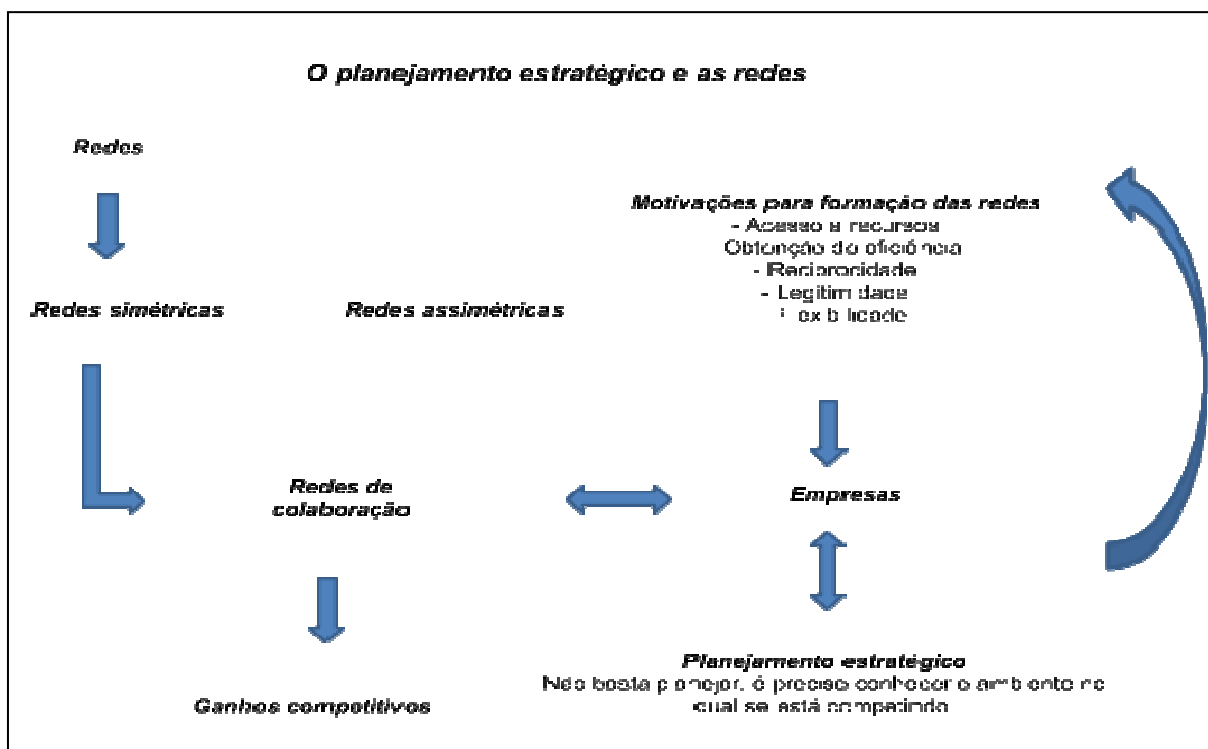 O planejamento estratégico e as redes
Redes
Redes simétricas
Redes assimétricas
Motivações para formação das redes
- Acesso a recursos
Obtenção de eficiência
- Reciprocidade
- Legitimidade
Flexibilidade
Redes de
colaboração
Empresas
Ganhos competitivos
Planejamento estratégico
Não basta planejar, é preciso conhecer o ambiente no
qual se está competindo